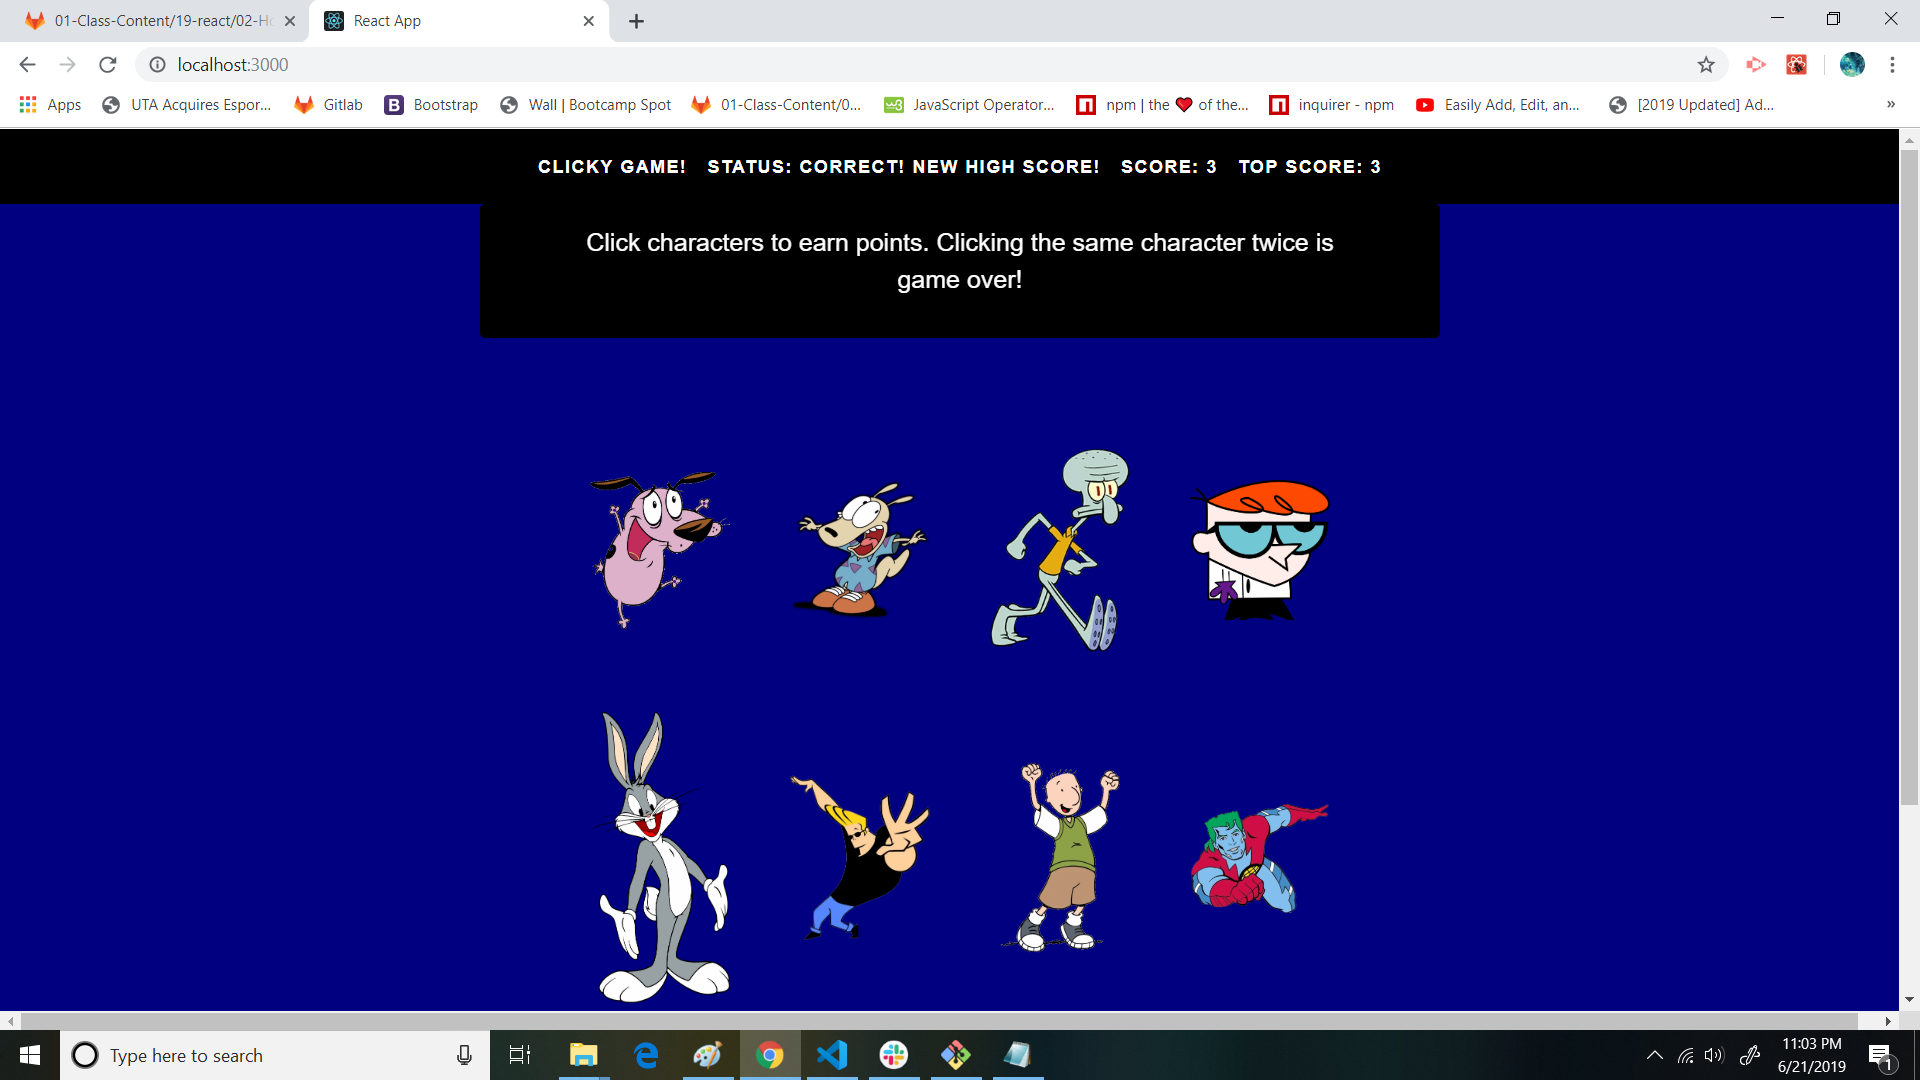 01-Class-Content/19-react/02-Ho
React App
localhost:3000
Apps
UTA Acquires Espor...
Gitlab
Bootstrap
Wall | Bootcamp Spot
01-Class-Content/0...
JavaScript Operator...
npm | the ❤ of the...
inquirer - npm
Easily Add, Edit, an...
[2019 Updated] Ad...
»
CLICKY GAME! STATUS: CORRECT! NEW HIGH SCORE! SCORE: 3 TOP SCORE: 3
Click characters to earn points. Clicking the same character twice is
game over!
Type here to search
11:03 PM
6/21/2019
1